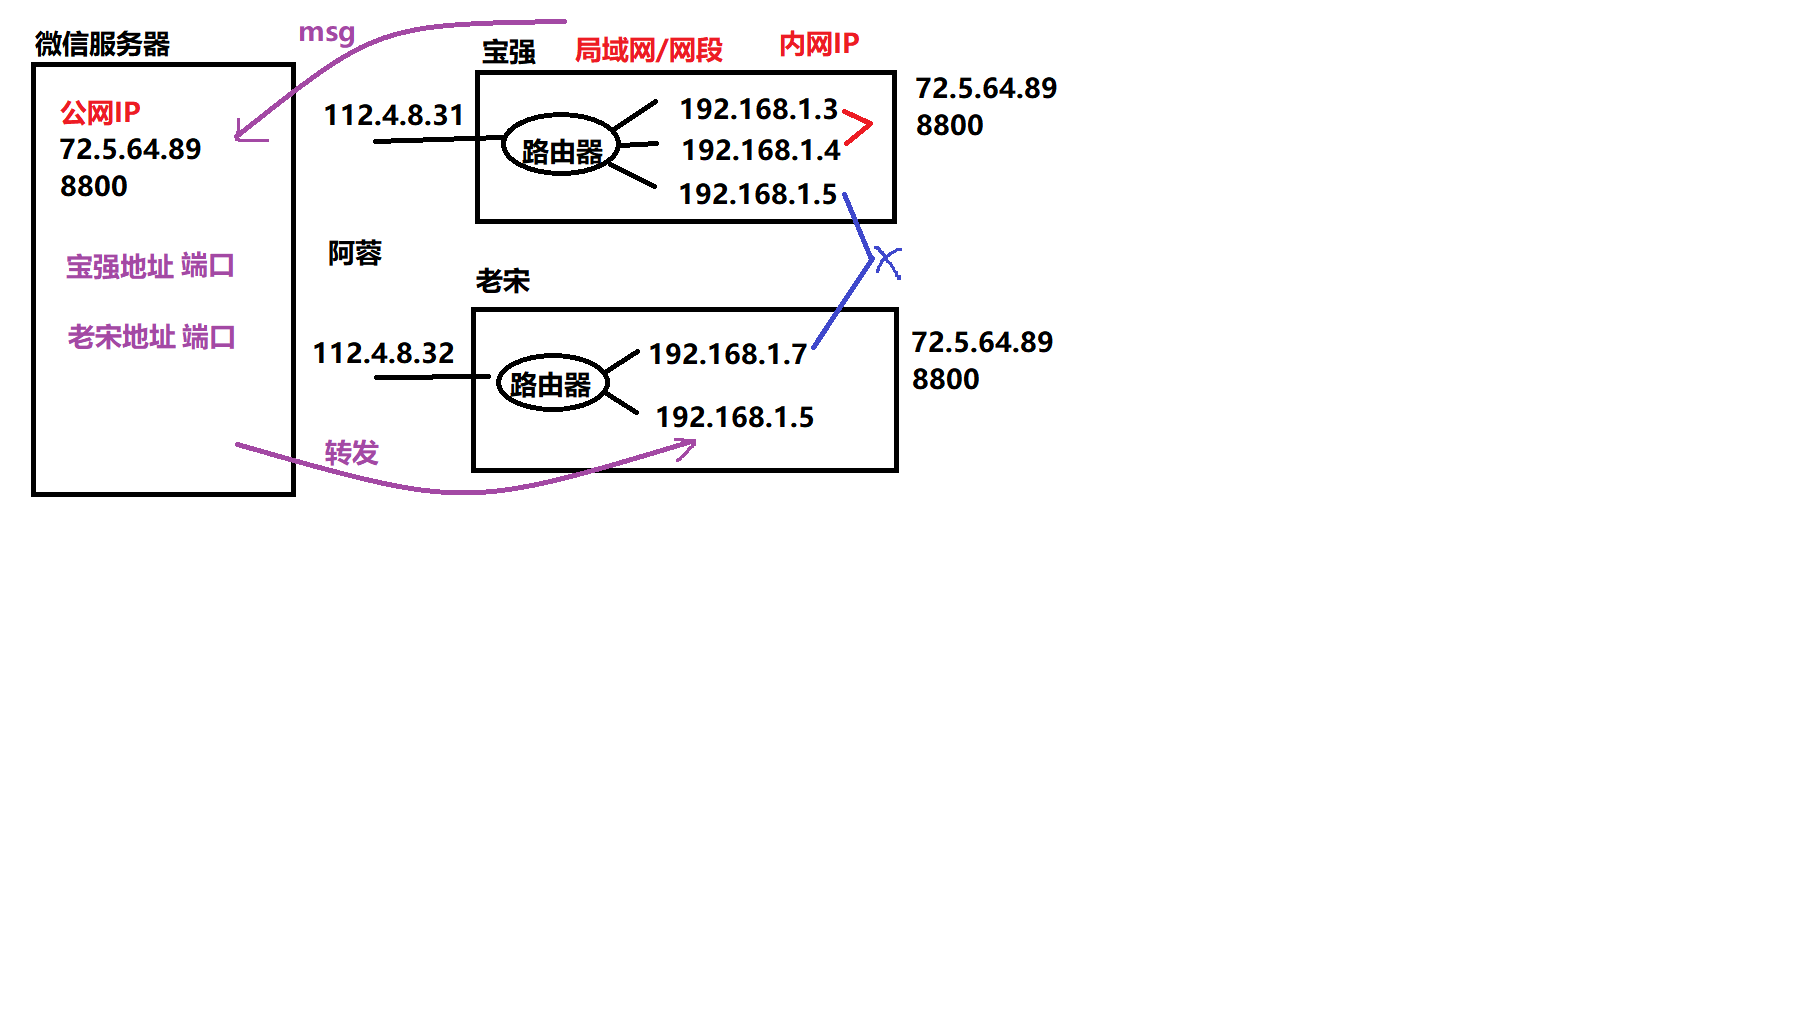 微信服务器
公网IP
72.5.64.89
8800
宝强地址 端口
老宋地址 端口
msg
宝强
局域网/网段
内网IP
112.4.8.31
路由器
192.168.1.3
192.168.1.4
192.168.1.5
72.5.64.89
8800
阿蓉
老宋
112.4.8.32
路由器
192.168.1.7
192.168.1.5
72.5.64.89
8800
转发